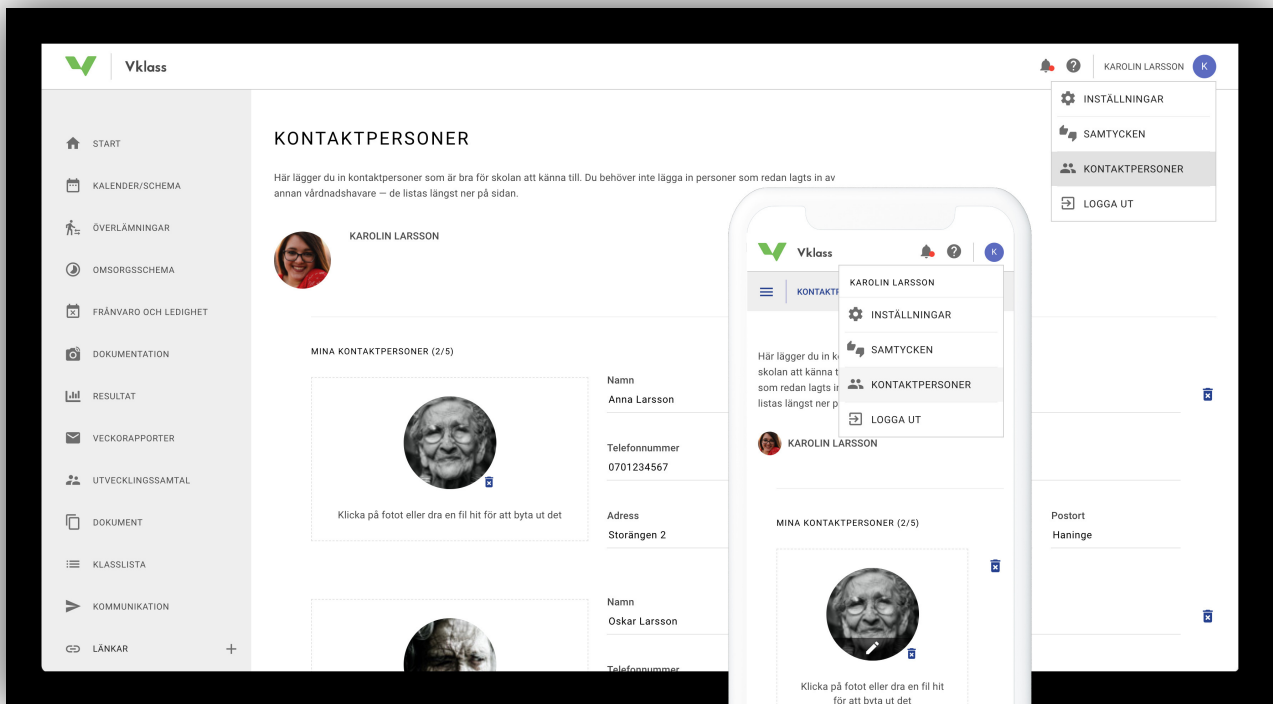 Vklass
KAROLIN LARSSON
K
INSTÄLLNINGAR
SAMTYCKEN
KONTAKTPERSONER
LOGGA UT
START
KALENDER/SCHEMA
ÖVERLÄMNINGAR
OMSORGSSCHEMA
FRÅNVARO OCH LEDIGHET
DOKUMENTATION
RESULTAT
VECKORAPPORTER
UTVECKLINGSSAMTAL
DOKUMENT
KLASSLISTA
KOMMUNIKATION
LÄNKAR
KONTAKTPERSONER
Här lägger du in kontaktpersoner som är bra för skolan att känna till. Du behöver inte lägga in personer som redan lagts in av
annan vårdnadshavare — de listas längst ner på sidan.
KAROLIN LARSSON
MINA KONTAKTPERSONER (2/5)
Klicka på fotot eller dra en fil hit för att byta ut det
Namn
Anna Larsson
Telefonnummer
0701234567
Adress
Storängen 2
Postort
Haninge
Namn
Oskar Larsson
Telefonnummer
Vklass
K
KONTAKTP
KAROLIN LARSSON
INSTÄLLNINGAR
SAMTYCKEN
KONTAKTPERSONER
LOGGA UT
Här lägger du in k
skolan att känna t
som redan lagts i
listas längst ner p
KAROLIN LARSSON
MINA KONTAKTPERSONER (2/5)
Klicka på fotot eller dra en fil hit
för att byta ut det